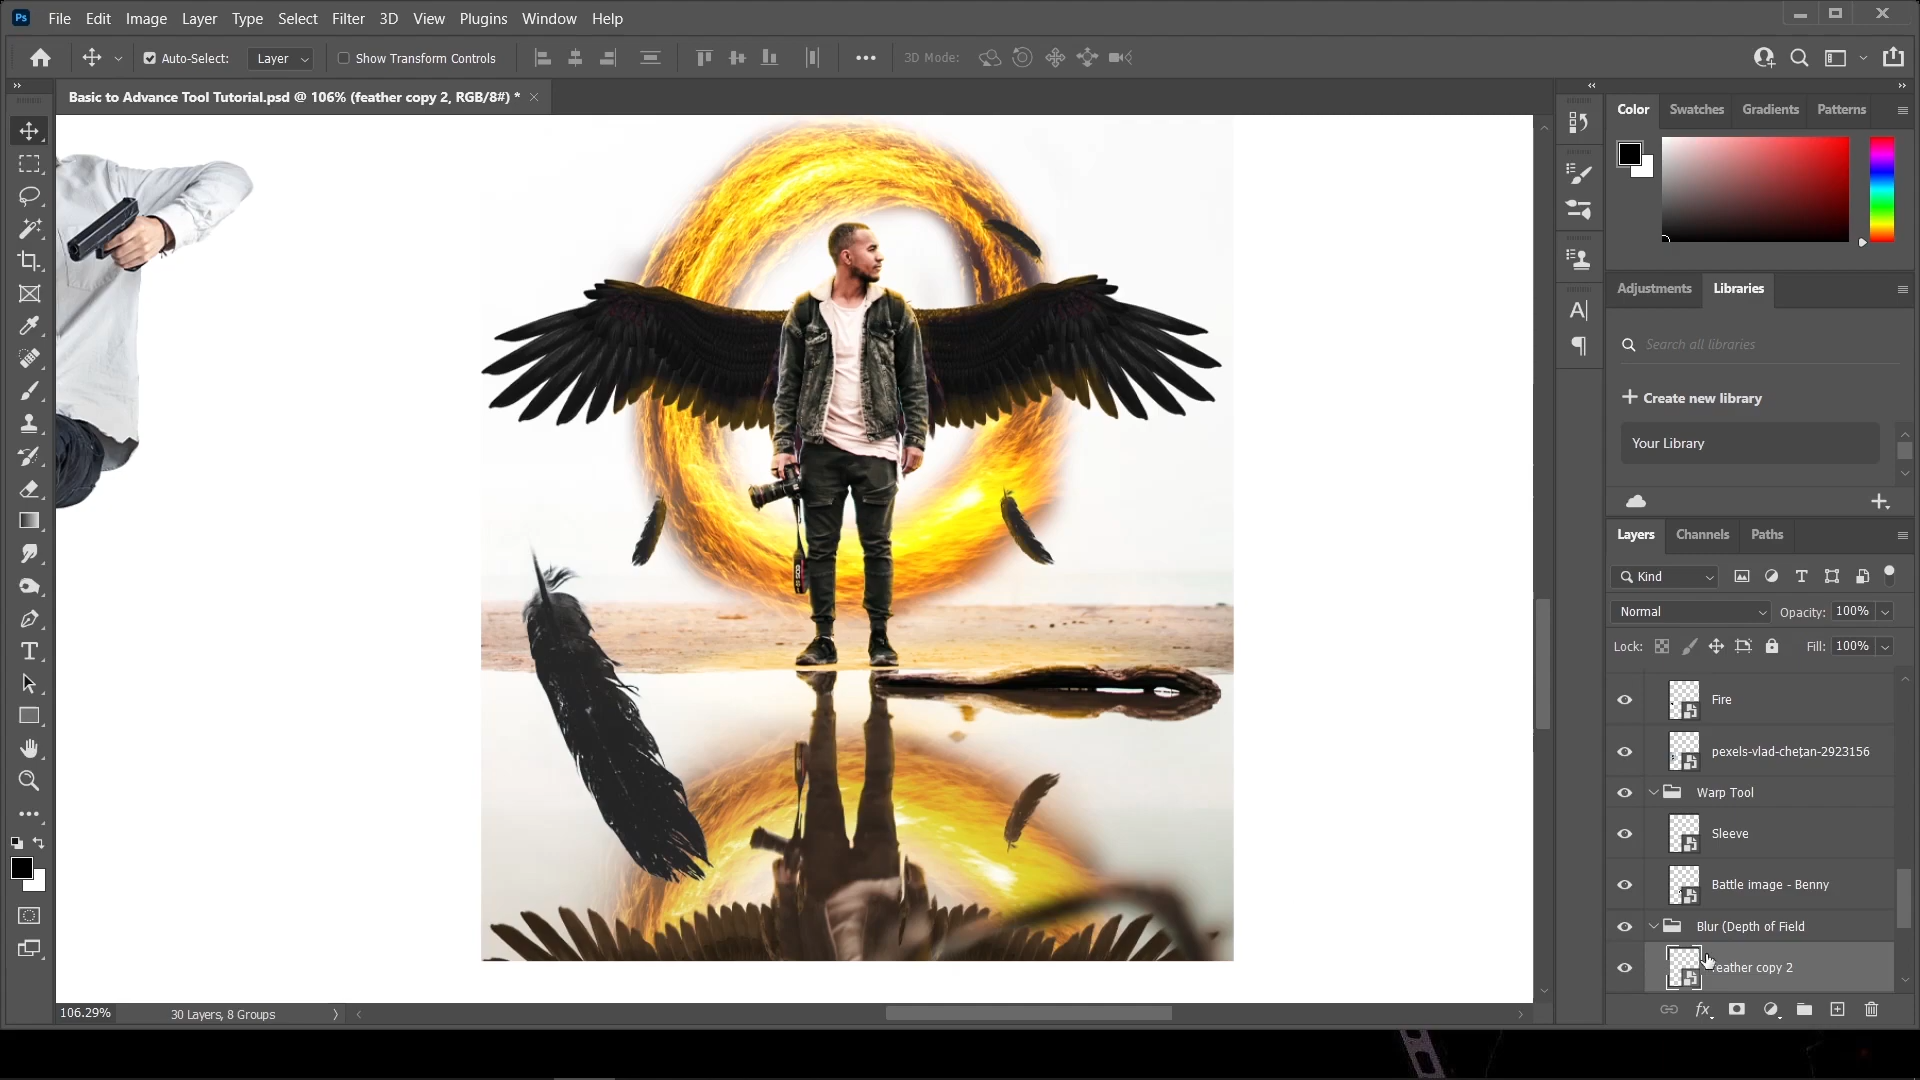 Ps File Edit Image Layer Type Select Filter 3D View Plugins Window Help
Auto-Select: Layer Show Transform Controls 3D Mode:
Basic to Advance Tool Tutorial.psd @ 106% (feather copy 2, RGB/8#) *
Color Swatches Gradients Patterns
Adjustments Libraries
Search all libraries
Create new library
Your Library
Layers Channels Paths
Kind
Normal Opacity: 100%
Lock: Fill: 100%
Fire
pexels-vlad-chețan-2923156
Warp Tool
Sleeve
Battle image - Benny
Blur (Depth of Field
eather copy 2
106.29% 30 Layers, 8 Groups